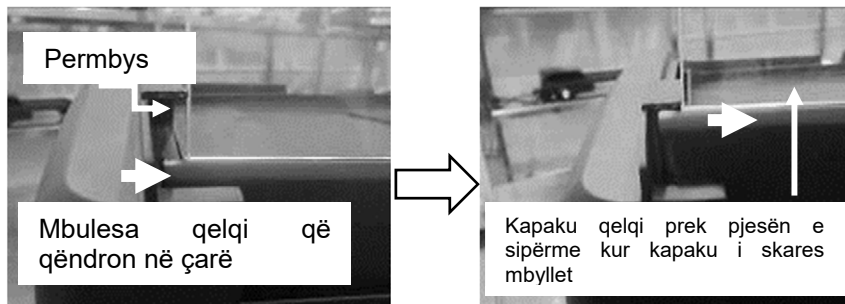 Permbys
Mbulesa qelqi që
qëndron në çarë
Kapaku qelqi prek pjesën e
sipërme kur kapaku i skares
mbyllet